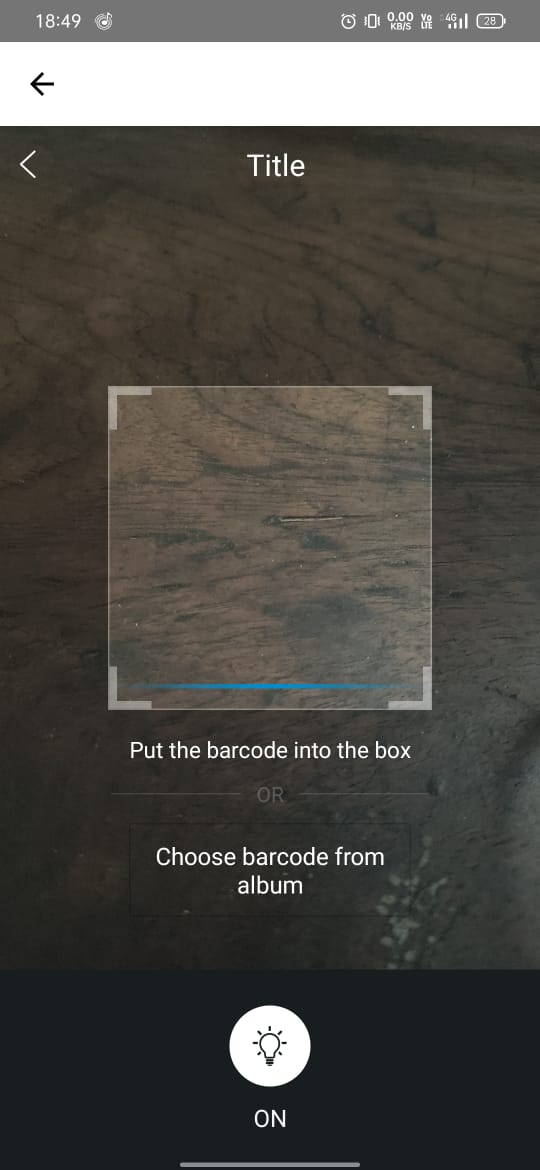 18:49
0.00
KB/S
Vo
LTE
4G
28
Title
Put the barcode into the box
OR
Choose barcode from
album
ON